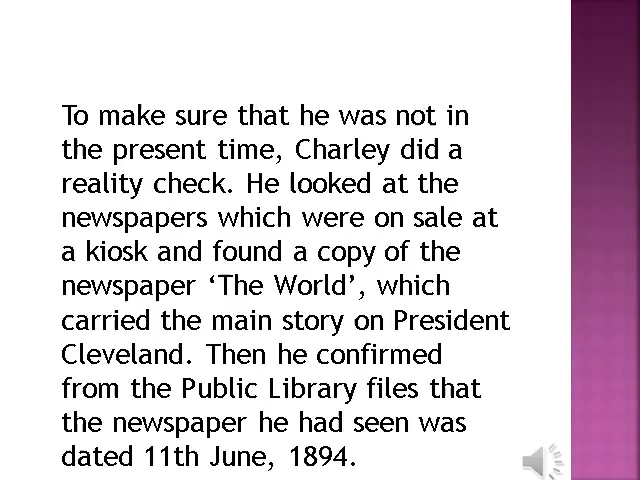 To make sure that he was not in
the present time, Charley did a
reality check. He looked at the
newspapers which were on sale at
a kiosk and found a copy of the
newspaper ‘The World’, which
carried the main story on President
Cleveland. Then he confirmed
from the Public Library files that
the newspaper he had seen was
dated 11th June, 1894.